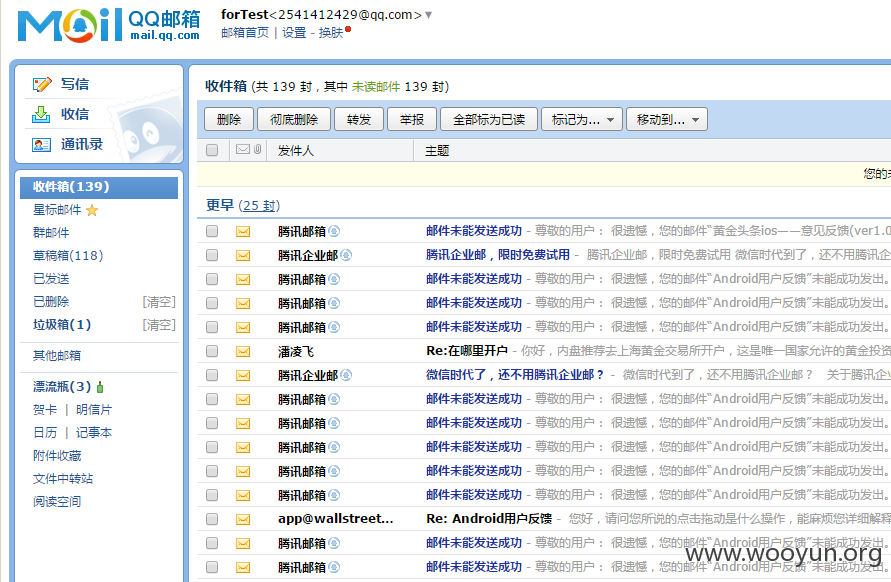 Mail QQ邮箱 mail.qq.com
forTest<2541412429@qq.com>
邮箱首页 | 设置 - 换肤
写信
收信
通讯录
收件箱(139)
星标邮件
群邮件
草稿箱(118)
已发送
已删除 [清空]
垃圾箱(1) [清空]
其他邮箱
漂流瓶(3)
贺卡 | 明信片
日历 | 记事本
附件收藏
文件中转站
阅读空间
收件箱 (共 139 封，其中 未读邮件 139 封)
删除 彻底删除 转发 举报 全部标为已读 标记为... 移动到...
发件人 主题
您的未
更早 (25 封)
腾讯邮箱 邮件未能发送成功 - 尊敬的用户： 很遗憾，您的邮件“黄金头条ios——意见反馈(ver1.0
腾讯企业邮 腾讯企业邮，限时免费试用 - 腾讯企业邮，限时免费试用 微信时代到了，还不用腾讯企
腾讯邮箱 邮件未能发送成功 - 尊敬的用户： 很遗憾，您的邮件“Android用户反馈”未能成功发出。
腾讯邮箱 邮件未能发送成功 - 尊敬的用户： 很遗憾，您的邮件“Android用户反馈”未能成功发出。
腾讯邮箱 邮件未能发送成功 - 尊敬的用户： 很遗憾，您的邮件“Android用户反馈”未能成功发出。
潘凌飞 Re:在哪里开户 - 你好，内盘推荐去上海黄金交易所开户，这是唯一国家允许的黄金投资
腾讯企业邮 微信时代了，还不用腾讯企业邮？ - 微信时代到了，还不用腾讯企业邮？ 关于腾讯企业
腾讯邮箱 邮件未能发送成功 - 尊敬的用户： 很遗憾，您的邮件“Android用户反馈”未能成功发出。
腾讯邮箱 邮件未能发送成功 - 尊敬的用户： 很遗憾，您的邮件“Android用户反馈”未能成功发出。
腾讯邮箱 邮件未能发送成功 - 尊敬的用户： 很遗憾，您的邮件“Android用户反馈”未能成功发出。
腾讯邮箱 邮件未能发送成功 - 尊敬的用户： 很遗憾，您的邮件“Android用户反馈”未能成功发出。
腾讯邮箱 邮件未能发送成功 - 尊敬的用户： 很遗憾，您的邮件“Android用户反馈”未能成功发出。
app@wallstreet... Re: Android用户反馈 - 您好，请问您所说的点击拖动是什么操作，能麻烦您详细解释
腾讯邮箱 邮件未能发送成功 - 尊敬的用户： 很遗憾，您的邮件“Android用户反馈”未能成功发出。
腾讯邮箱 邮件未能发送成功 - 尊敬的用户： 很遗憾，您的邮件“Android用户反馈”未能成功发出。
www.wooyun.org